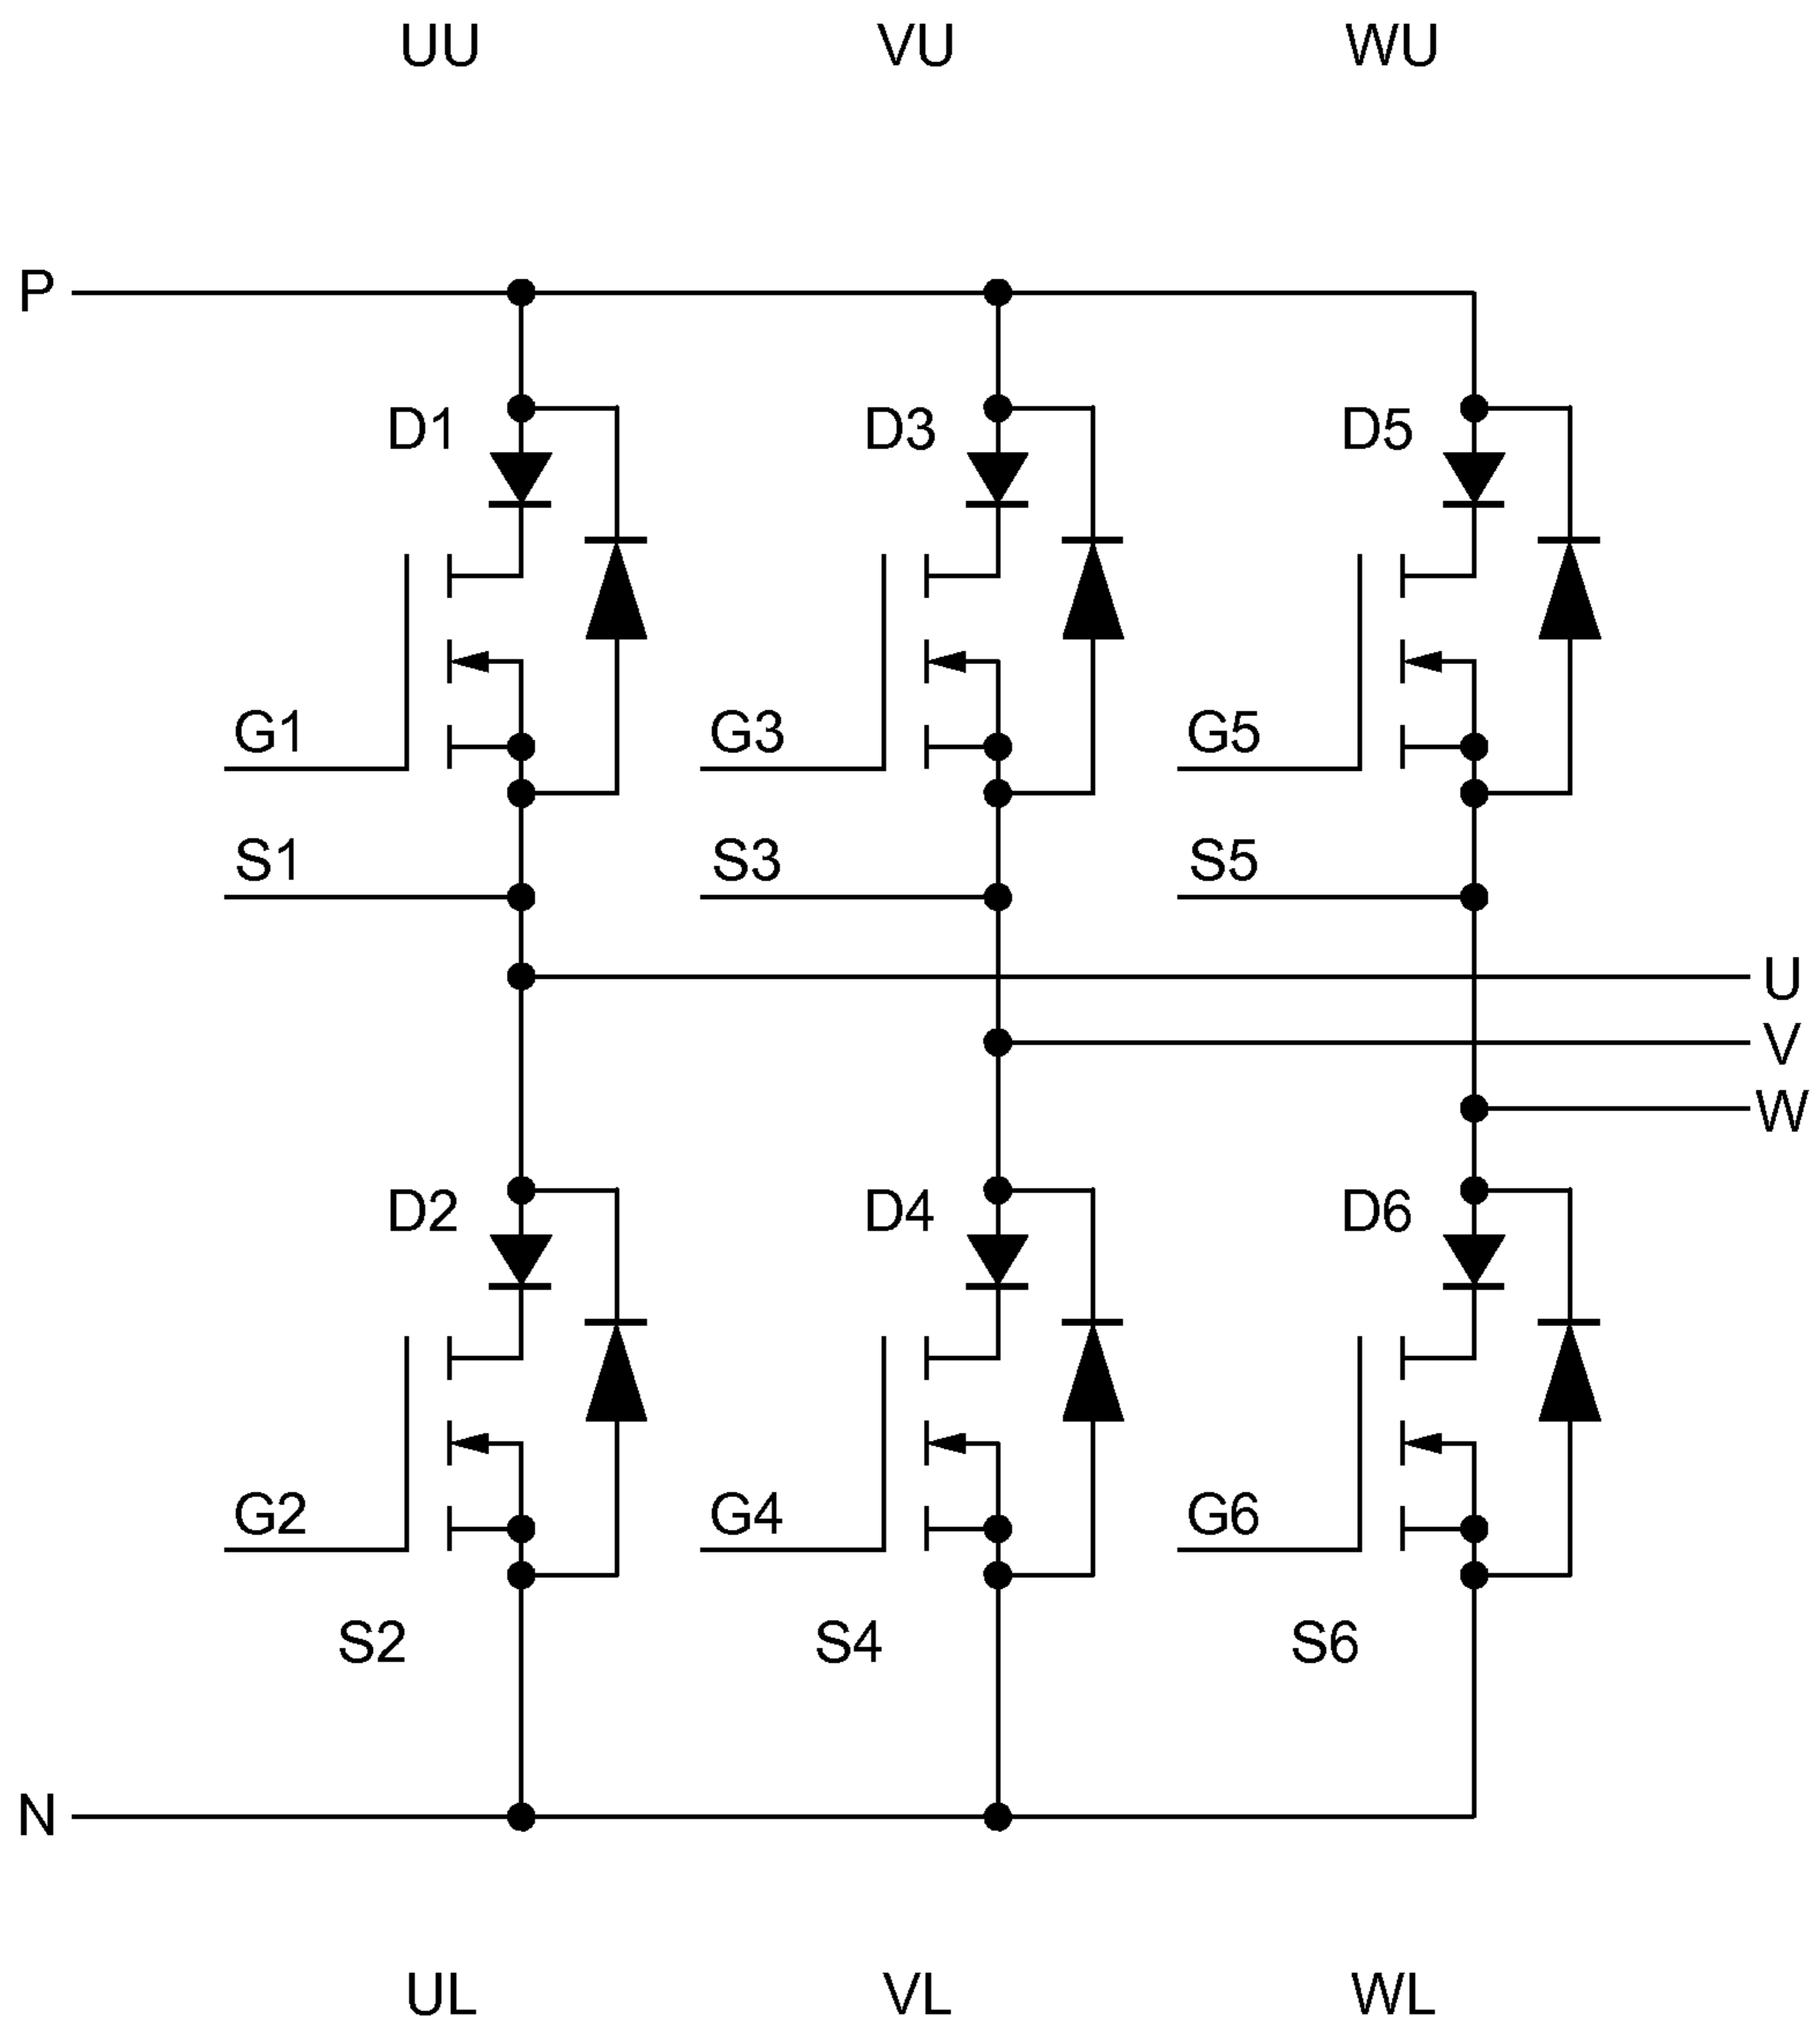 UU VU WU
P
D1 D3 D5
G1 G3 G5
S1 S3 S5
U
V
W
D2 D4 D6
G2 G4 G6
S2 S4 S6
N
UL VL WL